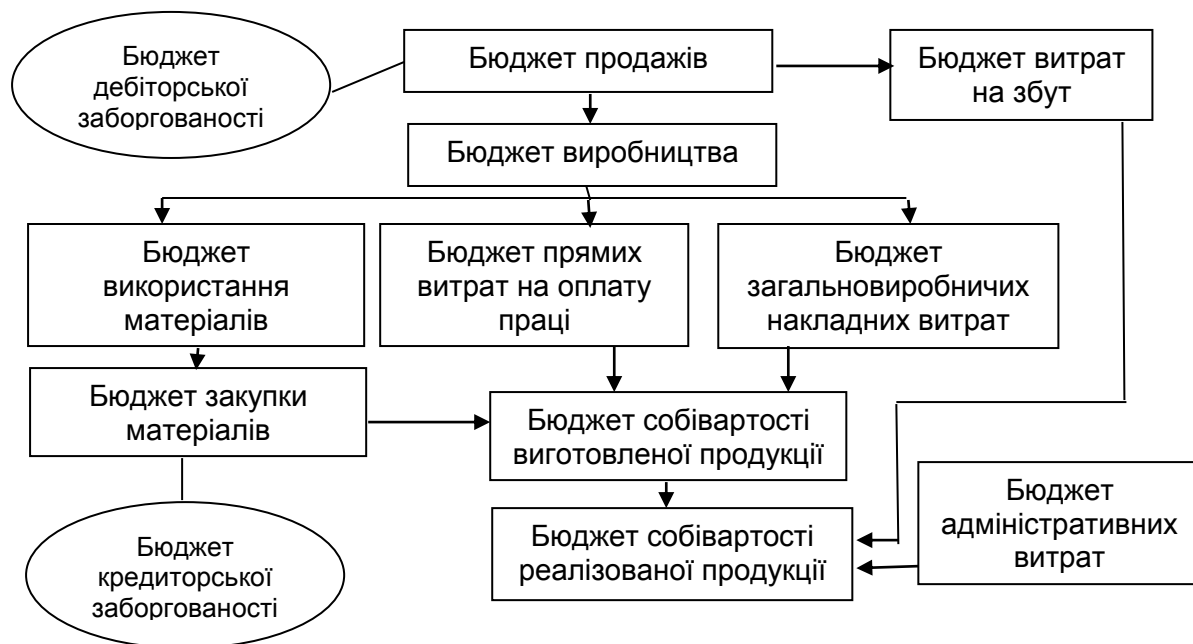 Бюджет
дебіторської
заборгованості
Бюджет продажів
Бюджет витрат
на збут
Бюджет виробництва
Бюджет
використання
матеріалів
Бюджет прямих
витрат на оплату
праці
Бюджет
загальновиробничих
накладних витрат
Бюджет закупки
матеріалів
Бюджет собівартості
виготовленої продукції
Бюджет
кредиторської
заборгованості
Бюджет собівартості
реалізованої продукції
Бюджет
адміністративних
витрат